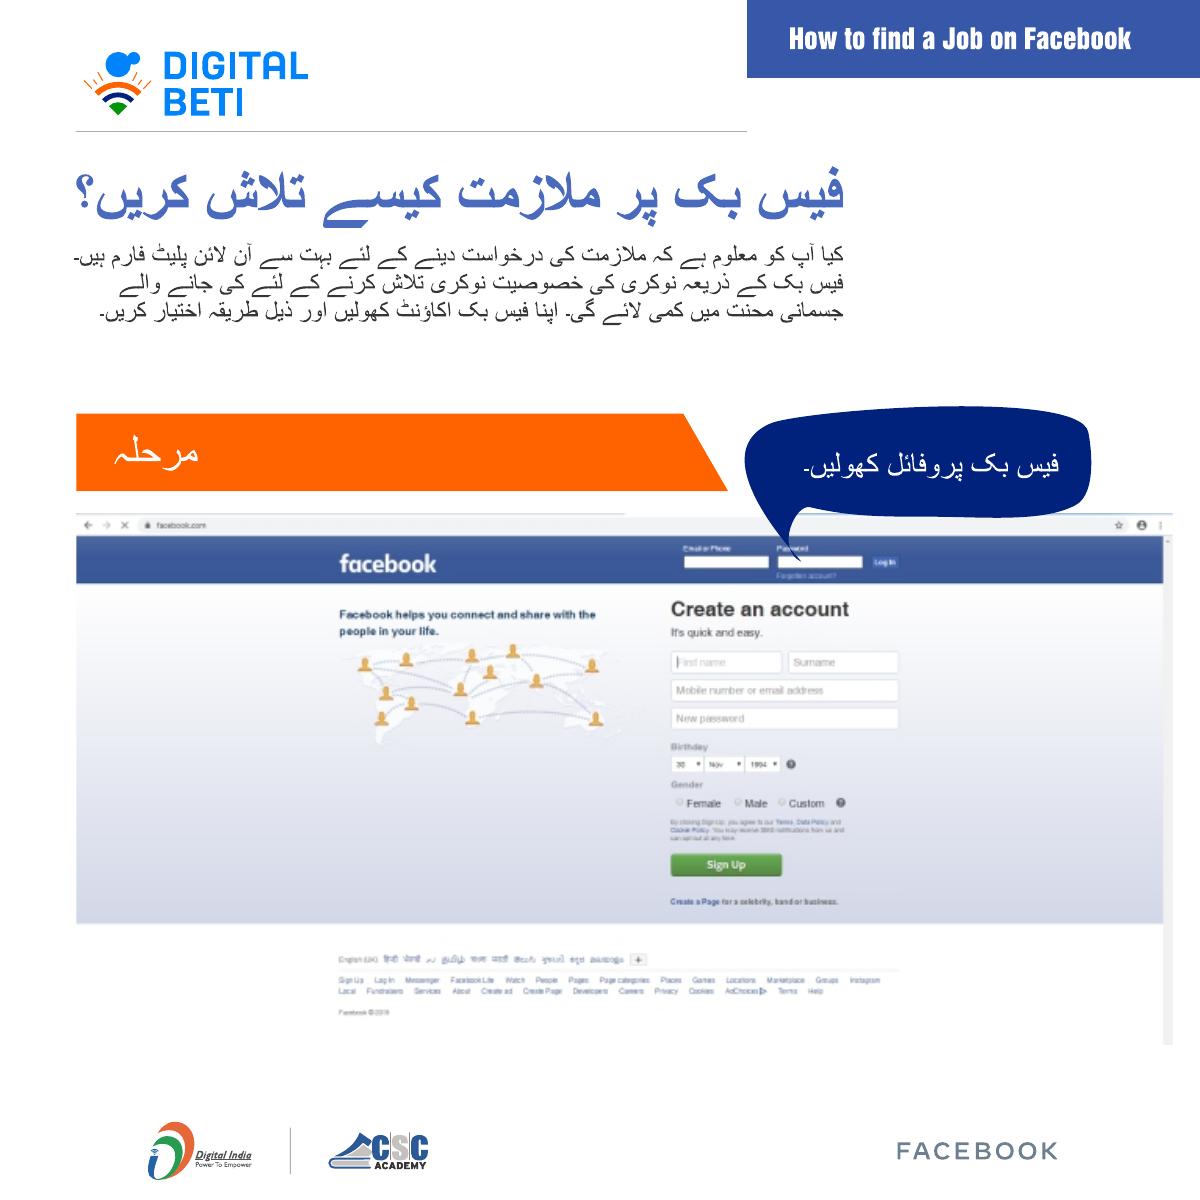 How to find a Job on Facebook
DIGITAL
BETI
فیس بک پر ملازمت کیسے تلاش کریں؟
کیا آپ کو معلوم ہے کہ ملازمت کی درخواست دینے کے لئے بہت سے آن لائن پلیٹ فارم ہیں۔
فیس بک کے ذریعہ نوکری کی خصوصیت نوکری تلاش کرنے کے لئے کی جانے والے
جسمانی محنت میں کمی لائے گی۔ اپنا فیس بک اکاؤنٹ کھولیں اور ذیل طریقہ اختیار کریں۔
مرحلہ
فیس بک پروفائل کھولیں۔
facebook.com
facebook
Email or Phone
Password
Log In
Forgotten account?
Facebook helps you connect and share with the
people in your life.
Create an account
It's quick and easy.
First name
Surname
Mobile number or email address
New password
Birthday
30 Nov 1994
Gender
Female Male Custom
By clicking Sign Up, you agree to our Terms, Data Policy and
Cookie Policy. You may receive SMS notifications from us and
can opt out at any time.
Sign Up
Create a Page for a celebrity, band or business.
English (UK) हिन्दी ਪੰਜਾਬੀ اردو தமிழ் বাংলা मराठी తెలుగు ગુજરાતી ಕನ್ನಡ മലയാളം
Sign Up Log In Messenger Facebook Lite Watch People Pages Page categories Places Games Locations Marketplace Groups Instagram
Local Fundraisers Services About Create ad Create Page Developers Careers Privacy Cookies AdChoices Terms Help
Facebook © 2019
Digital India
Power To Empower
CSC
ACADEMY
FACEBOOK